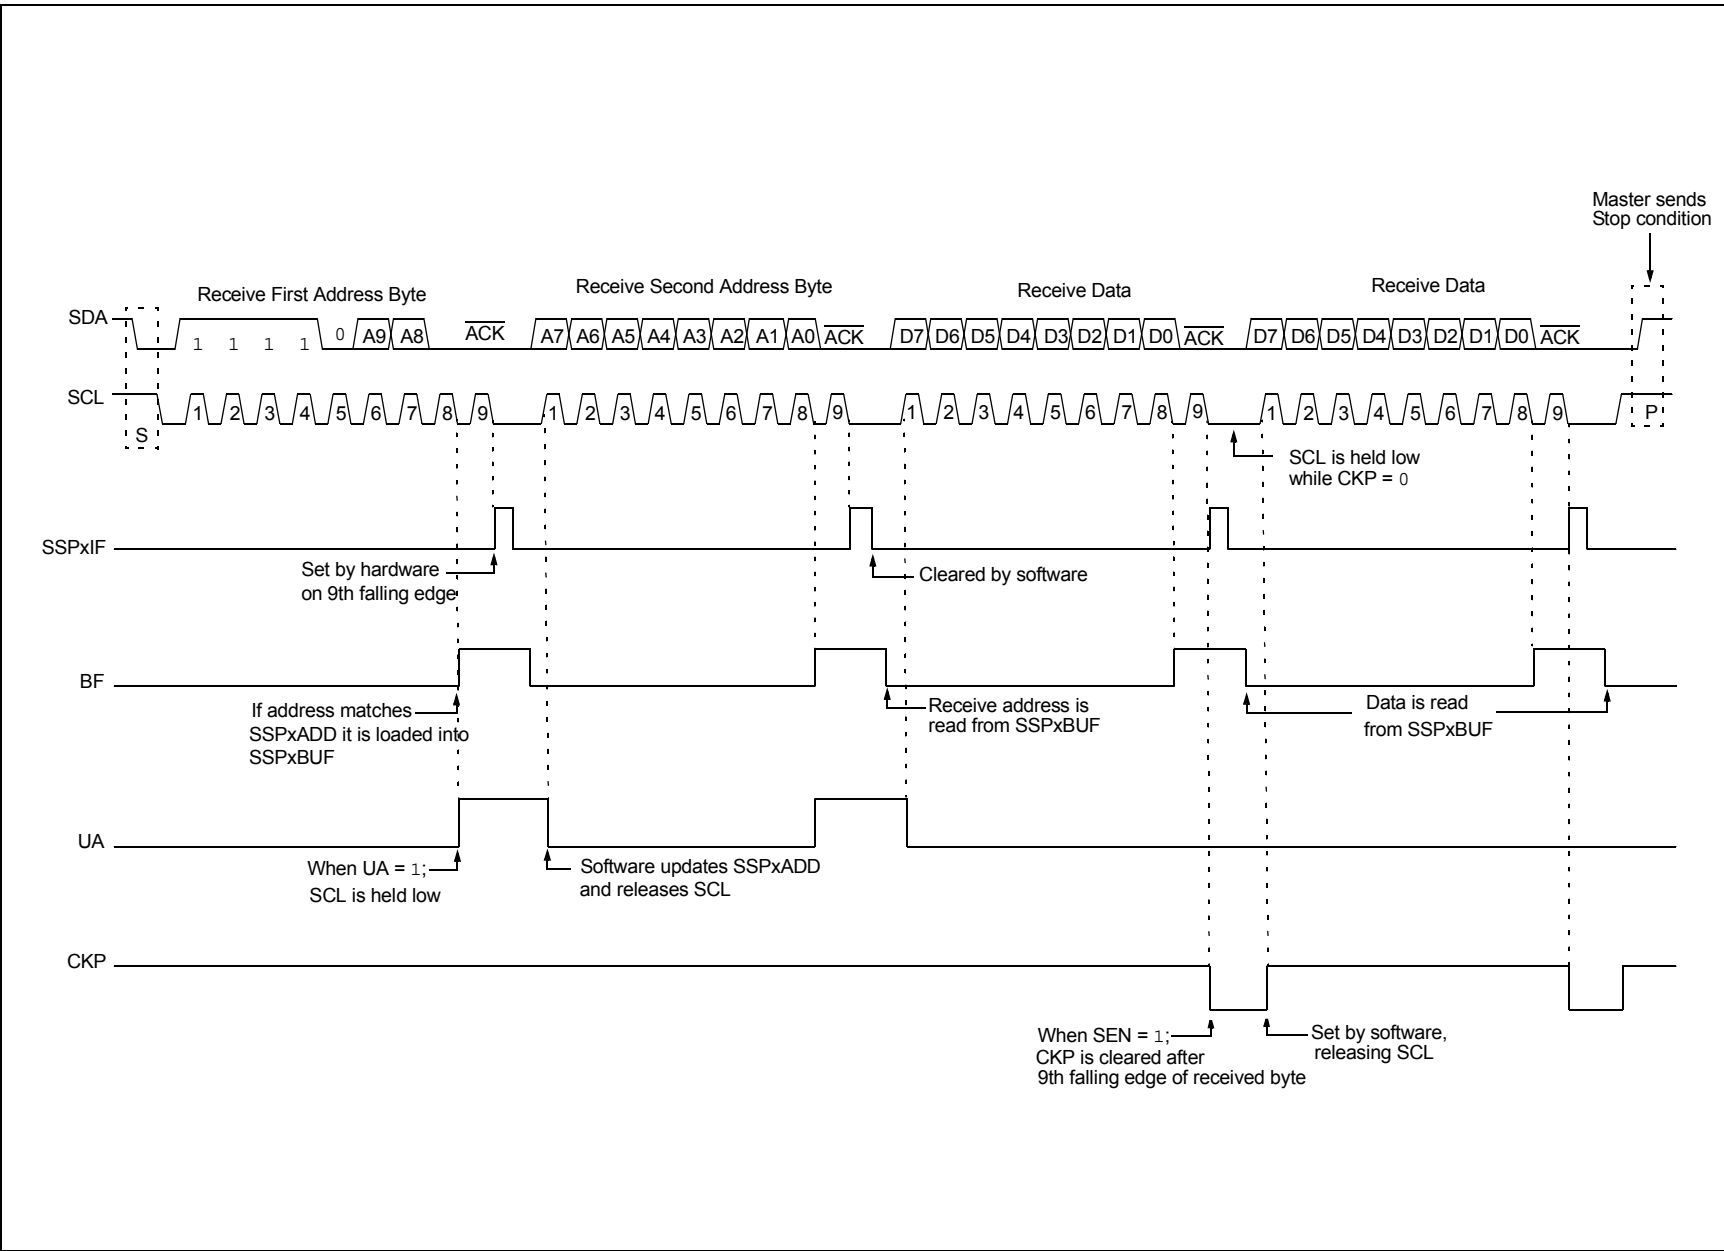 Master sends
Stop condition
Receive First Address Byte
Receive Second Address Byte
Receive Data
Receive Data
SDA
1 1 1 1 0 A9 A8 ACK A7 A6 A5 A4 A3 A2 A1 A0 ACK D7 D6 D5 D4 D3 D2 D1 D0 ACK D7 D6 D5 D4 D3 D2 D1 D0 ACK
SCL
S 1 2 3 4 5 6 7 8 9 1 2 3 4 5 6 7 8 9 1 2 3 4 5 6 7 8 9 1 2 3 4 5 6 7 8 9 P
SCL is held low
while CKP = 0
SSPxIF
Set by hardware
on 9th falling edge
Cleared by software
BF
If address matches
SSPxADD it is loaded into
SSPxBUF
Receive address is
read from SSPxBUF
Data is read
from SSPxBUF
UA
When UA = 1;
SCL is held low
Software updates SSPxADD
and releases SCL
CKP
When SEN = 1;
CKP is cleared after
9th falling edge of received byte
Set by software,
releasing SCL